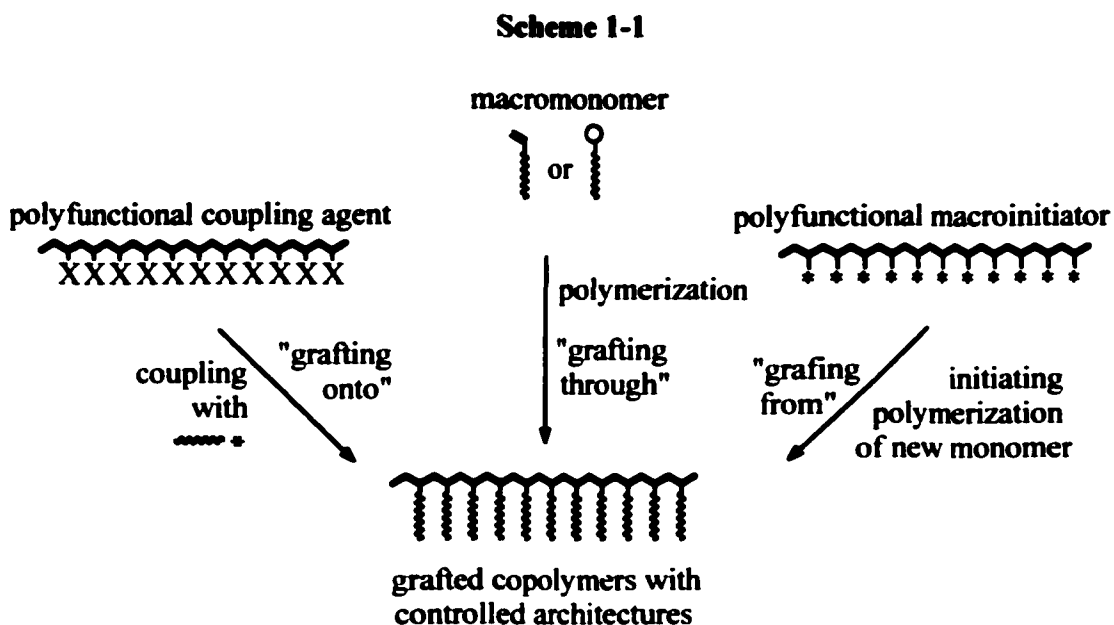 Scheme 1-1
macromonomer
or
polyfunctional coupling agent
XXXXXXXXXXX
polyfunctional macroinitiator
* * * * * * * *
polymerization
"grafting
onto"
coupling
with
*
"grafting
through"
"grafing
from"
initiating
polymerization
of new monomer
grafted copolymers with
controlled architectures